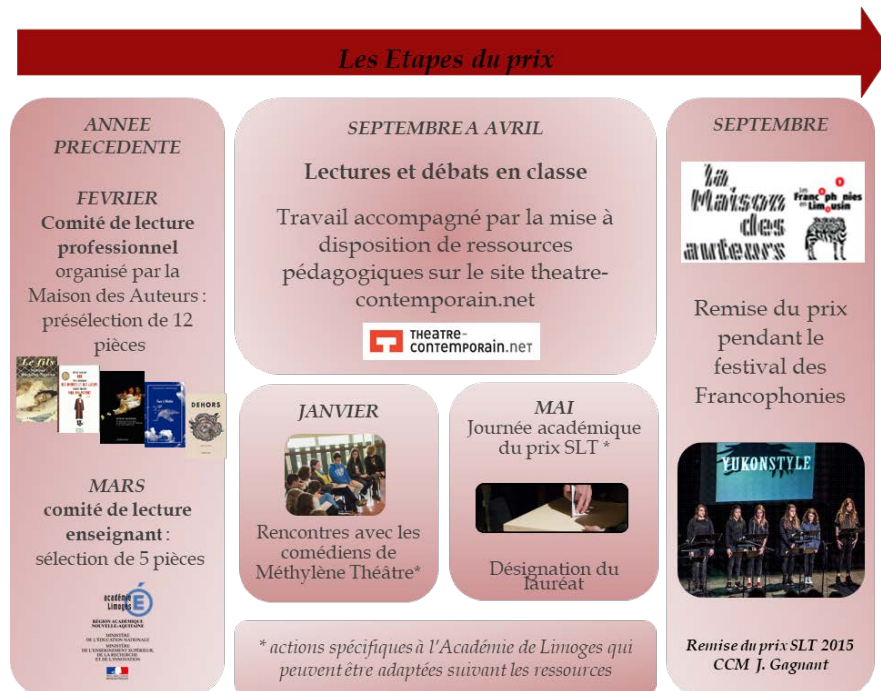 Les Etapes du prix
ANNEE
PRECEDENTE
FEVRIER
Comité de lecture
professionnel
organisé par la
Maison des Auteurs :
présélection de 12
pièces
Le fils
DEHORS
MARS
comité de lecture
enseignant :
sélection de 5 pièces
académie
Limoges
RÉGION ACADÉMIQUE
NOUVELLE-AQUITAINE
MINISTÈRE
DE L'ÉDUCATION NATIONALE
MINISTÈRE
DE L'ENSEIGNEMENT SUPÉRIEUR,
DE LA RECHERCHE
ET DE L'INNOVATION
SEPTEMBRE A AVRIL
Lectures et débats en classe
Travail accompagné par la mise à
disposition de ressources
pédagogiques sur le site theatre-
contemporain.net
THEATRE-
CONTEMPORAIN.NET
JANVIER
Rencontres avec les
comédiens de
Méthylène Théâtre*
MAI
Journée académique
du prix SLT *
Désignation du
lauréat
* actions spécifiques à l'Académie de Limoges qui
peuvent être adaptées suivant les ressources
SEPTEMBRE
la
Maison
des
auteurs
Les
Francophonies
en Limousin
Remise du prix
pendant le
festival des
Francophonies
YUKONSTYLE
Remise du prix SLT 2015
CCM J. Gagnant